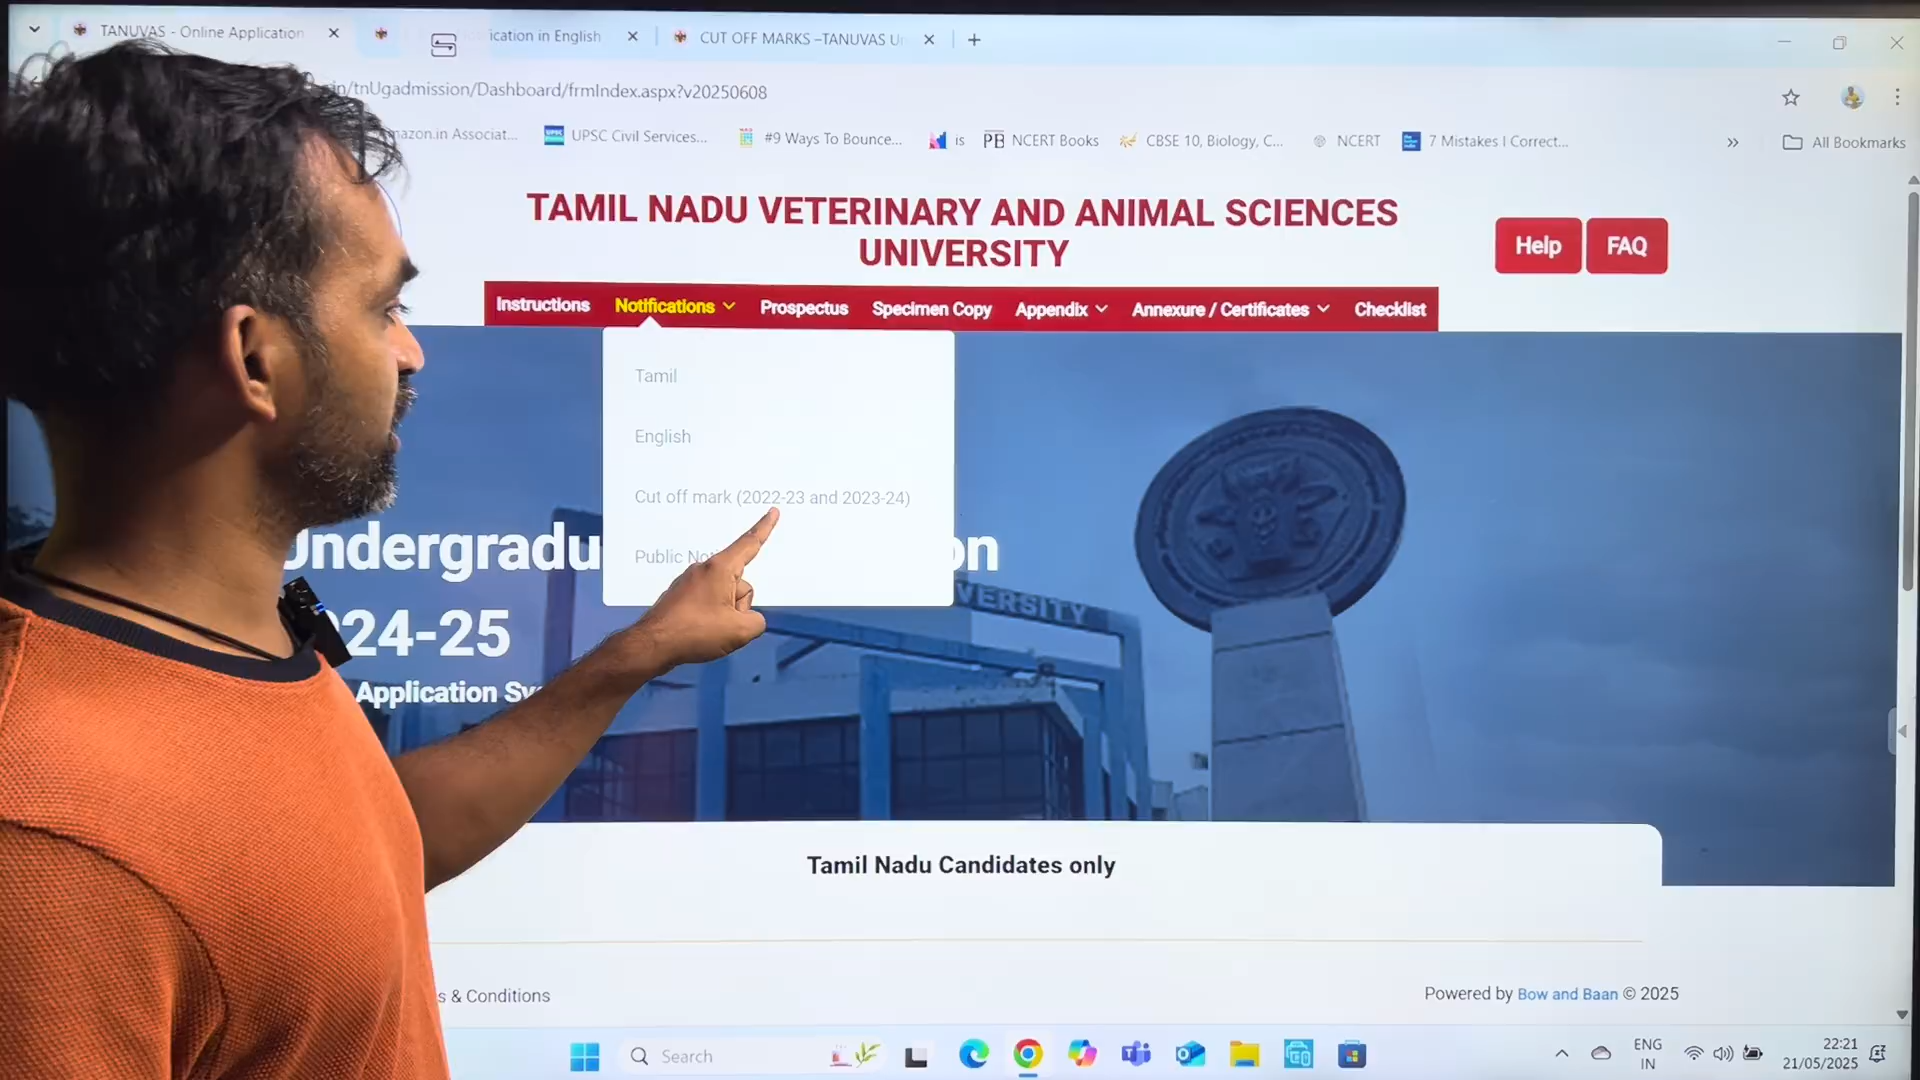 TANUVAS - Online Application
ication in English
CUT OFF MARKS –TANUVAS
/tnUgadmission/Dashboard/frmIndex.aspx?v20250608
mazon.in Associat...
UPSC Civil Services...
#9 Ways To Bounce...
is
PB NCERT Books
CBSE 10, Biology, C...
NCERT
7 Mistakes I Correct...
All Bookmarks
TAMIL NADU VETERINARY AND ANIMAL SCIENCES
UNIVERSITY
Help
FAQ
Instructions
Notifications
Prospectus
Specimen Copy
Appendix
Annexure / Certificates
Checklist
Tamil
English
Cut off mark (2022-23 and 2023-24)
Public
Undergradu
on
24-25
Application Sy
VERSITY
Tamil Nadu Candidates only
s & Conditions
Powered by Bow and Baan © 2025
Search
ENG
IN
22:21
21/05/2025